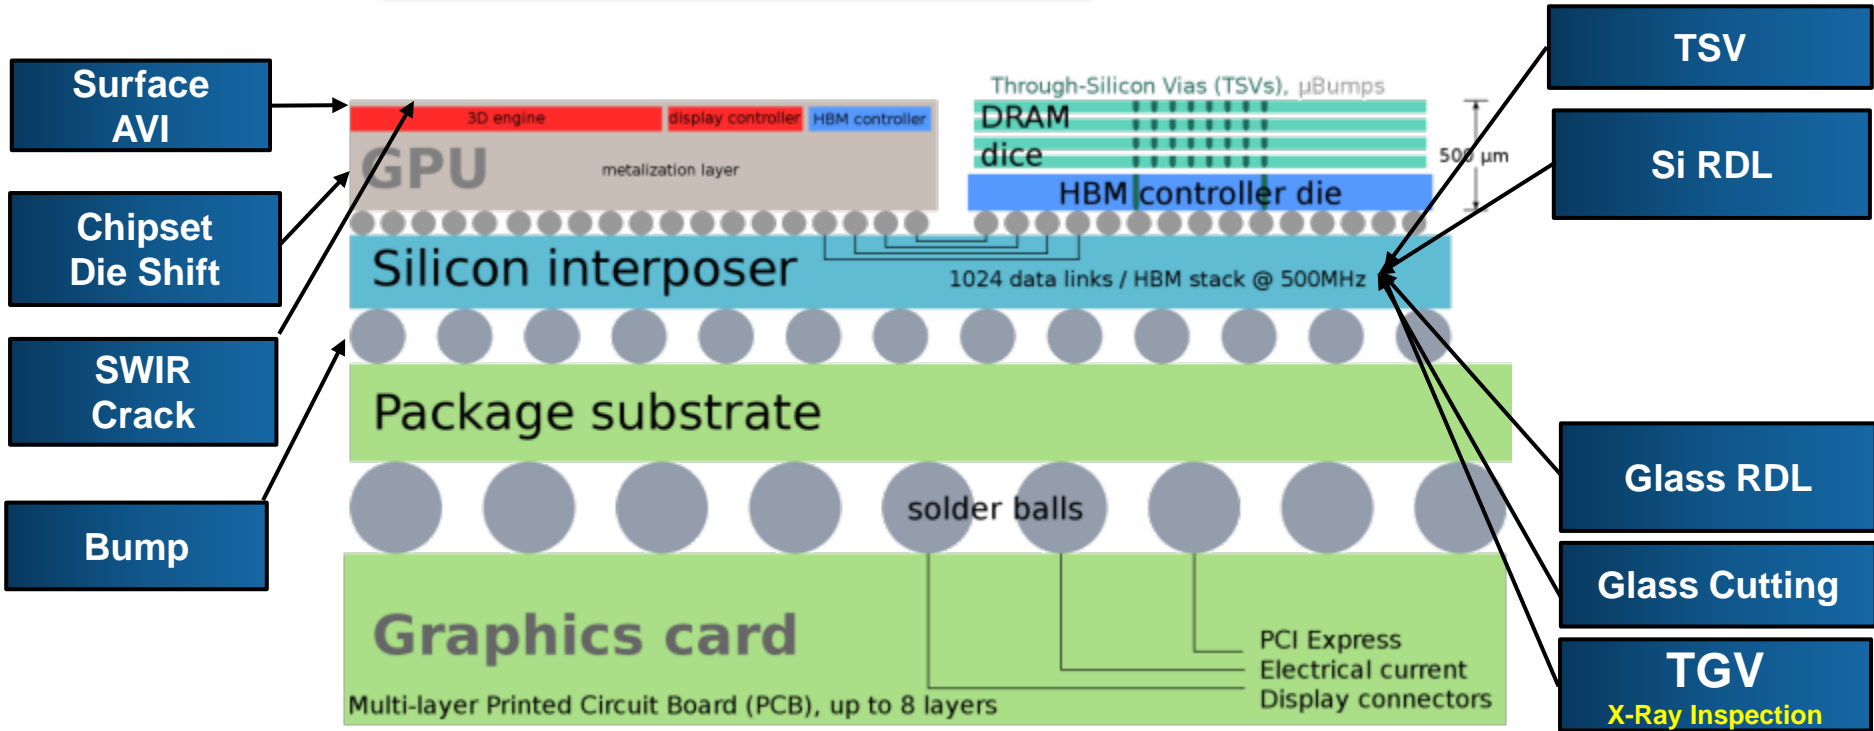 Surface
AVI
Chipset
Die Shift
SWIR
Crack
Bump
3D engine
display controller
HBM controller
GPU
metalization layer
Through-Silicon Vias (TSVs), µBumps
DRAM
dice
500 µm
HBM controller die
Silicon interposer
1024 data links / HBM stack @ 500MHz
Package substrate
solder balls
Graphics card
PCI Express
Electrical current
Display connectors
Multi-layer Printed Circuit Board (PCB), up to 8 layers
TSV
Si RDL
Glass RDL
Glass Cutting
TGV
X-Ray Inspection